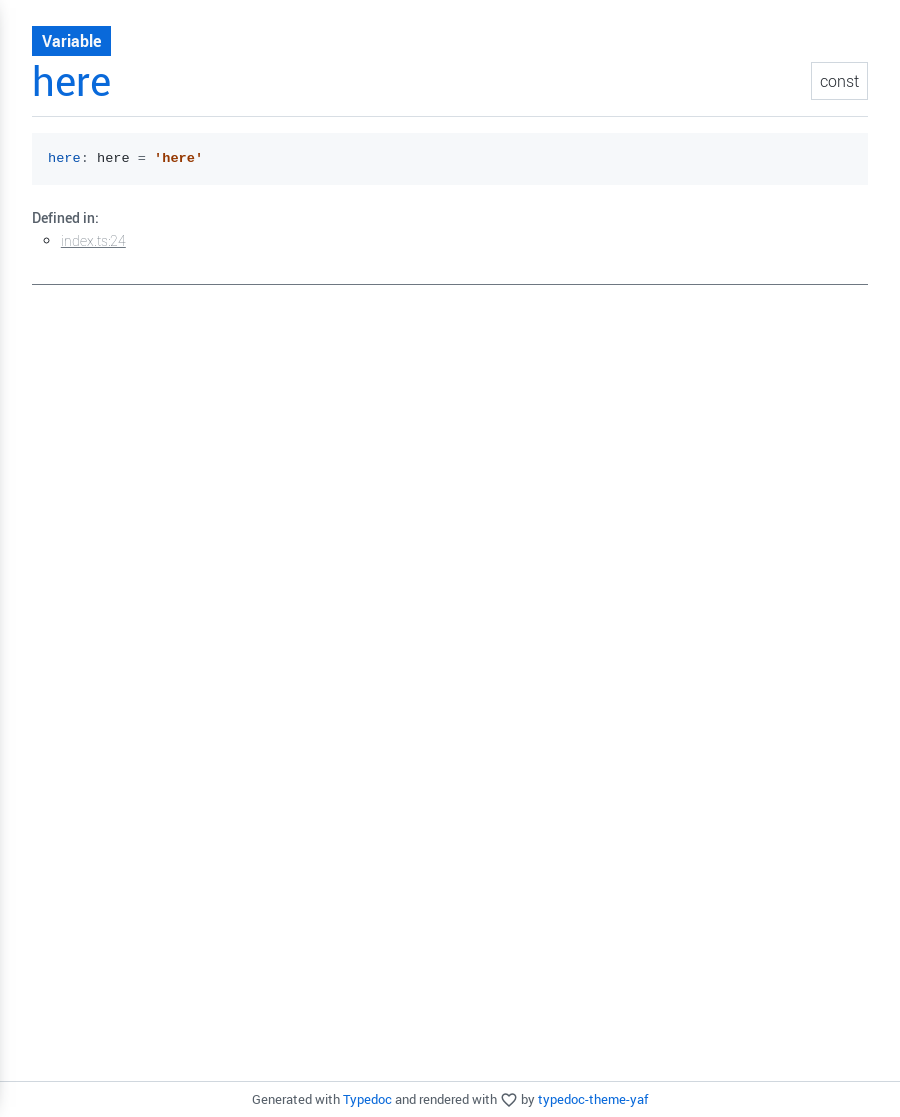 Variable
here
const
here: here = 'here'
Defined in:
index.ts:24
Generated with Typedoc and rendered with by typedoc-theme-yaf